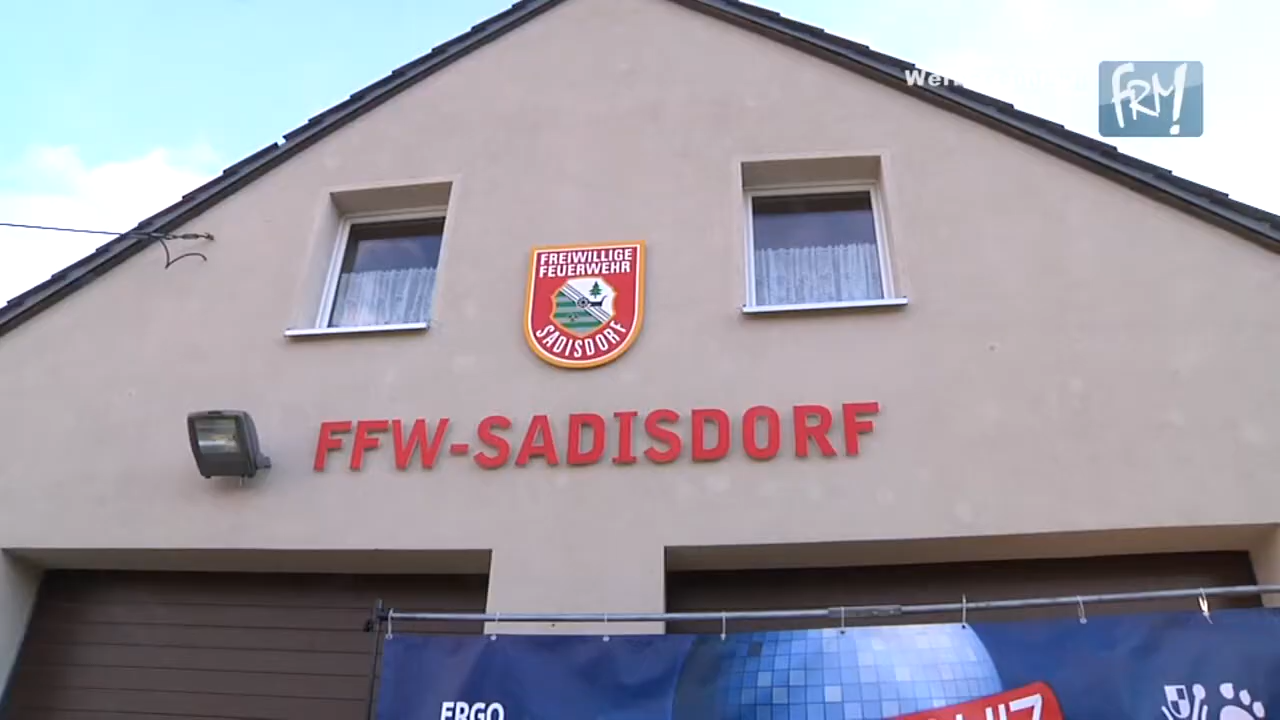 FRM!
FREIWILLIGE
FEUERWEHR
SADISDORF
FFW-SADISDORF
ERGO